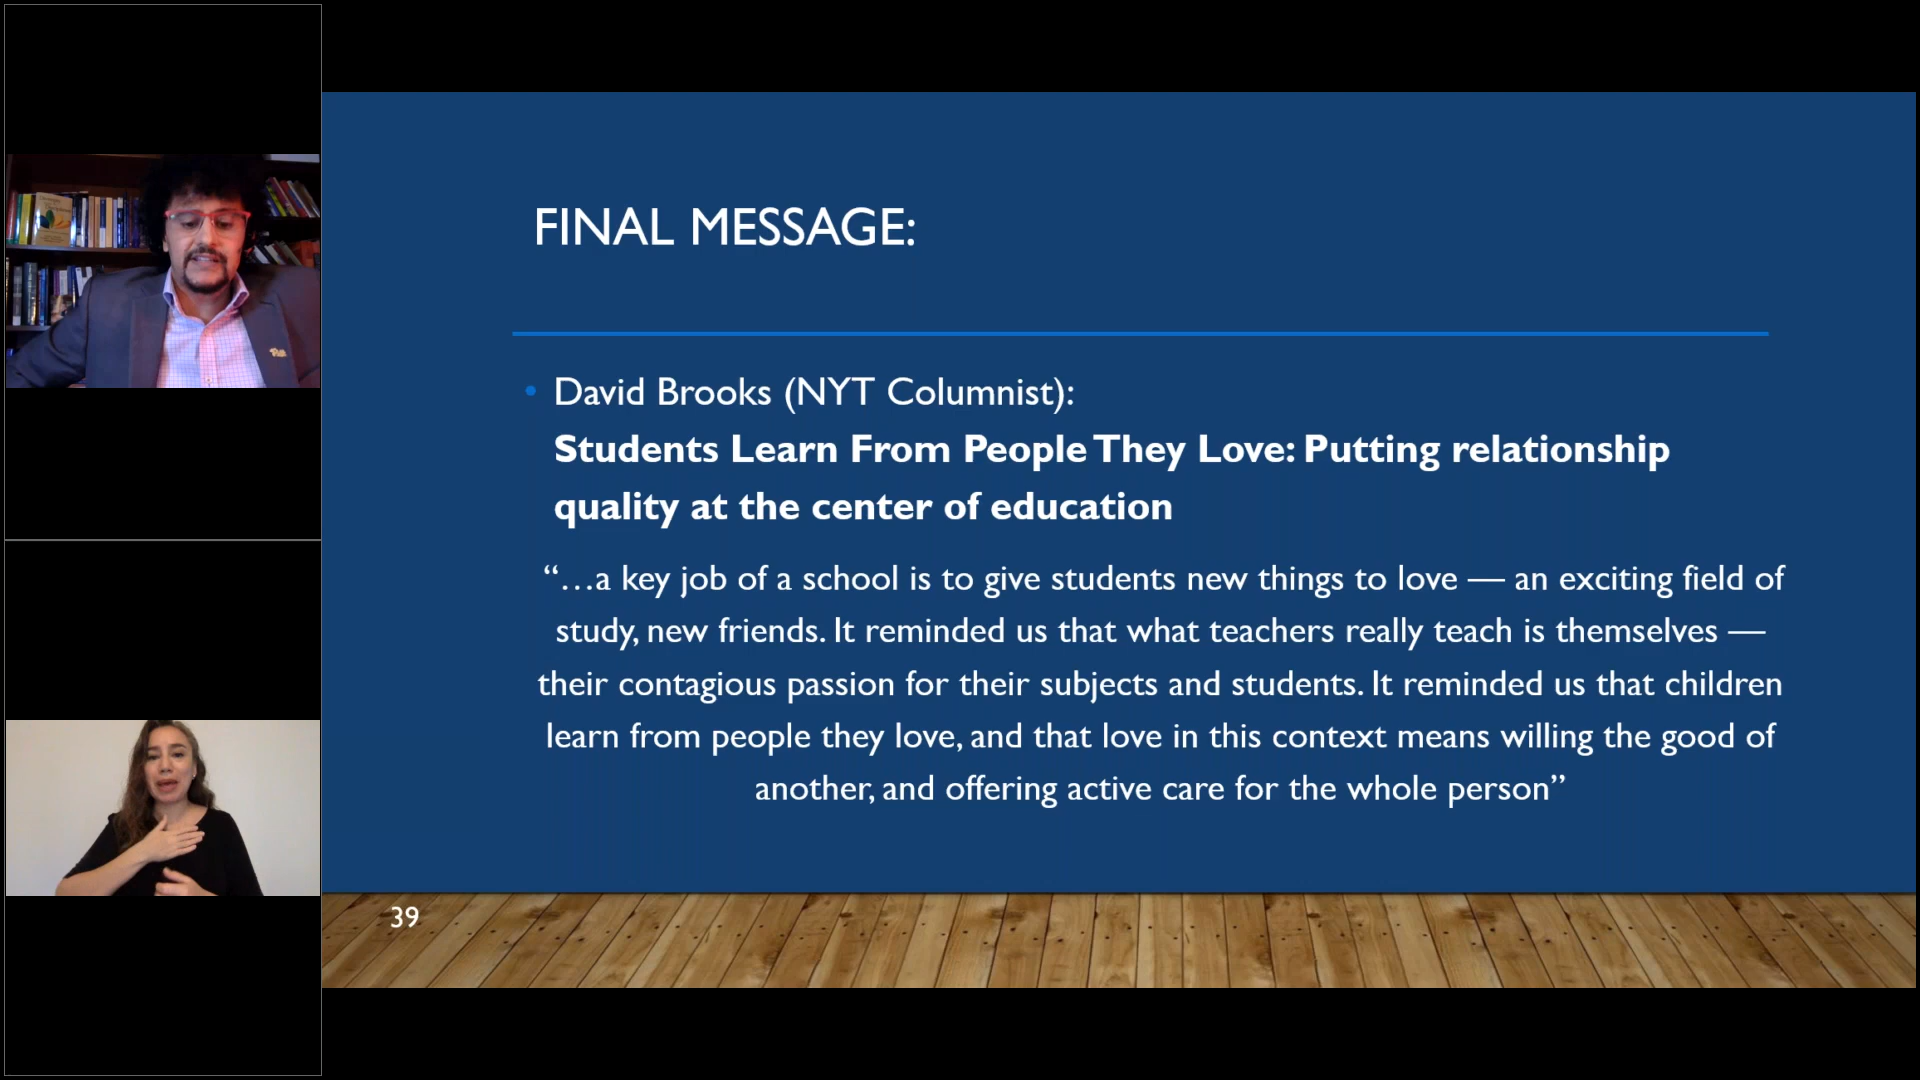 FINAL MESSAGE:
• David Brooks (NYT Columnist):
Students Learn From People They Love: Putting relationship
quality at the center of education
“…a key job of a school is to give students new things to love — an exciting field of
study, new friends. It reminded us that what teachers really teach is themselves —
their contagious passion for their subjects and students. It reminded us that children
learn from people they love, and that love in this context means willing the good of
another, and offering active care for the whole person”
39